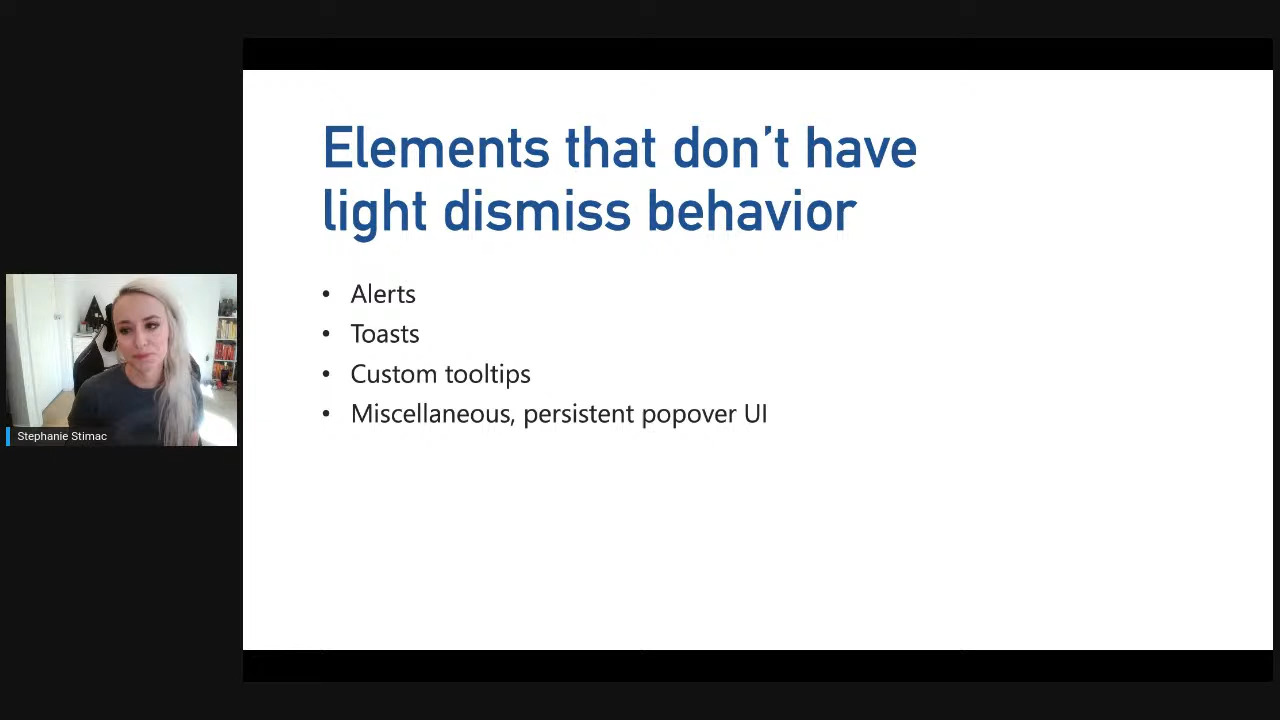 Elements that don’t have
light dismiss behavior
• Alerts
• Toasts
• Custom tooltips
• Miscellaneous, persistent popover UI
Stephanie Stimac